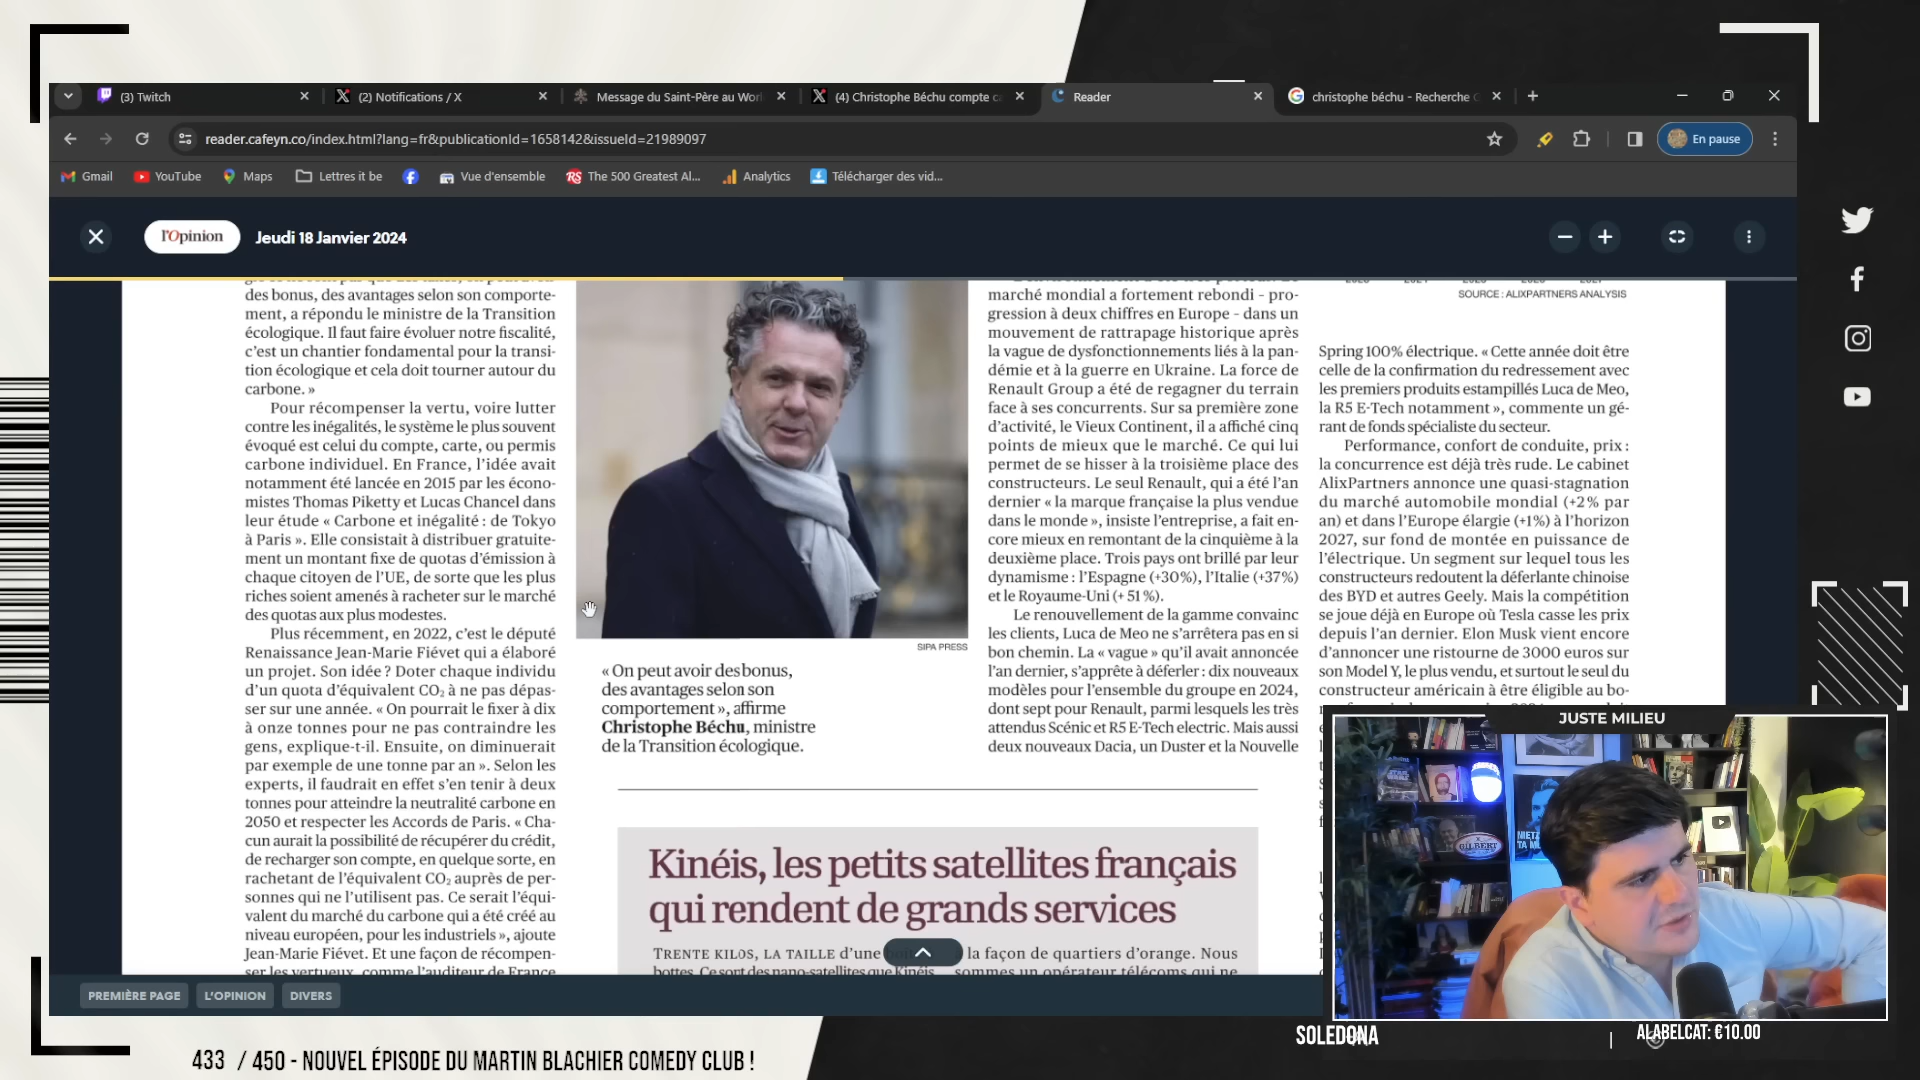 (3) Twitch
(2) Notifications / X
Message du Saint-Père au Worl
(4) Christophe Béchu compte ca
Reader
christophe béchu - Recherche G
reader.cafeyn.co/index.html?lang=fr&publicationId=1658142&issueId=21989097
En pause
Gmail
YouTube
Maps
Lettres it be
Vue d'ensemble
The 500 Greatest Al...
Analytics
Télécharger des vid...
l'Opinion
Jeudi 18 Janvier 2024
des bonus, des avantages selon son comporte-
ment, a répondu le ministre de la Transition
écologique. Il faut faire évoluer notre fiscalité,
c'est un chantier fondamental pour la transi-
tion écologique et cela doit tourner autour du
carbone. »
Pour récompenser la vertu, voire lutter
contre les inégalités, le système le plus souvent
évoqué est celui du compte, carte, ou permis
carbone individuel. En France, l'idée avait
notamment été lancée en 2015 par les écono-
mistes Thomas Piketty et Lucas Chancel dans
leur étude « Carbone et inégalité : de Tokyo
à Paris ». Elle consistait à distribuer gratuite-
ment un montant fixe de quotas d'émission à
chaque citoyen de l'UE, de sorte que les plus
riches soient amenés à racheter sur le marché
des quotas aux plus modestes.
Plus récemment, en 2022, c'est le député
Renaissance Jean-Marie Fiévet qui a élaboré
un projet. Son idée ? Doter chaque individu
d'un quota d'équivalent CO₂ à ne pas dépas-
ser sur une année. « On pourrait le fixer à dix
à onze tonnes pour ne pas contraindre les
gens, explique-t-il. Ensuite, on diminuerait
par exemple de une tonne par an ». Selon les
experts, il faudrait en effet s'en tenir à deux
tonnes pour atteindre la neutralité carbone en
2050 et respecter les Accords de Paris. « Cha-
cun aurait la possibilité de récupérer du crédit,
de recharger son compte, en quelque sorte, en
rachetant de l'équivalent CO₂ auprès de per-
sonnes qui ne l'utilisent pas. Ce serait l'équi-
valent du marché du carbone qui a été créé au
niveau européen, pour les industriels », ajoute
Jean-Marie Fiévet. Et une façon de récompen-
ser les vertueux, comme l'auditeur de France
SIPA PRESS
« On peut avoir des bonus,
des avantages selon son
comportement », affirme
Christophe Béchu, ministre
de la Transition écologique.
marché mondial a fortement rebondi - pro-
gression à deux chiffres en Europe - dans un
mouvement de rattrapage historique après
la vague de dysfonctionnements liés à la pan-
démie et à la guerre en Ukraine. La force de
Renault Group a été de regagner du terrain
face à ses concurrents. Sur sa première zone
d'activité, le Vieux Continent, il a affiché cinq
points de mieux que le marché. Ce qui lui
permet de se hisser à la troisième place des
constructeurs. Le seul Renault, qui a été l'an
dernier « la marque française la plus vendue
dans le monde », insiste l'entreprise, a fait en-
core mieux en remontant de la cinquième à la
deuxième place. Trois pays ont brillé par leur
dynamisme : l'Espagne (+30%), l'Italie (+37%)
et le Royaume-Uni (+ 51 %).
Le renouvellement de la gamme convainc
les clients, Luca de Meo ne s'arrêtera pas en si
bon chemin. La « vague » qu'il avait annoncée
l'an dernier, s'apprête à déferler : dix nouveaux
modèles pour l'ensemble du groupe en 2024,
dont sept pour Renault, parmi lesquels les très
attendus Scénic et R5 E-Tech electric. Mais aussi
deux nouveaux Dacia, un Duster et la Nouvelle
SOURCE : ALIXPARTNERS ANALYSIS
Spring 100% électrique. « Cette année doit être
celle de la confirmation du redressement avec
les premiers produits estampillés Luca de Meo,
la R5 E-Tech notamment », commente un gé-
rant de fonds spécialiste du secteur.
Performance, confort de conduite, prix :
la concurrence est déjà très rude. Le cabinet
AlixPartners annonce une quasi-stagnation
du marché automobile mondial (+2% par
an) et dans l'Europe élargie (+1%) à l'horizon
2027, sur fond de montée en puissance de
l'électrique. Un segment sur lequel tous les
constructeurs redoutent la déferlante chinoise
des BYD et autres Geely. Mais la compétition
se joue déjà en Europe où Tesla casse les prix
depuis l'an dernier. Elon Musk vient encore
d'annoncer une ristourne de 3000 euros sur
son Model Y, le plus vendu, et surtout le seul du
constructeur américain à être éligible au bo-
Kinéis, les petits satellites français
qui rendent de grands services
TRENTE KILOS, LA TAILLE d'une
bottes. Ce sont des nano-satellites que Kinéis
la façon de quartiers d'orange. Nous
sommes un opérateur télécoms qui ne
PREMIÈRE PAGE
L'OPINION
DIVERS
JUSTE MILIEU
STAR WARS
GILBERT
SOLEDONA
ALABELCAT: €10.00
433 / 450 - NOUVEL ÉPISODE DU MARTIN BLACHIER COMEDY CLUB !